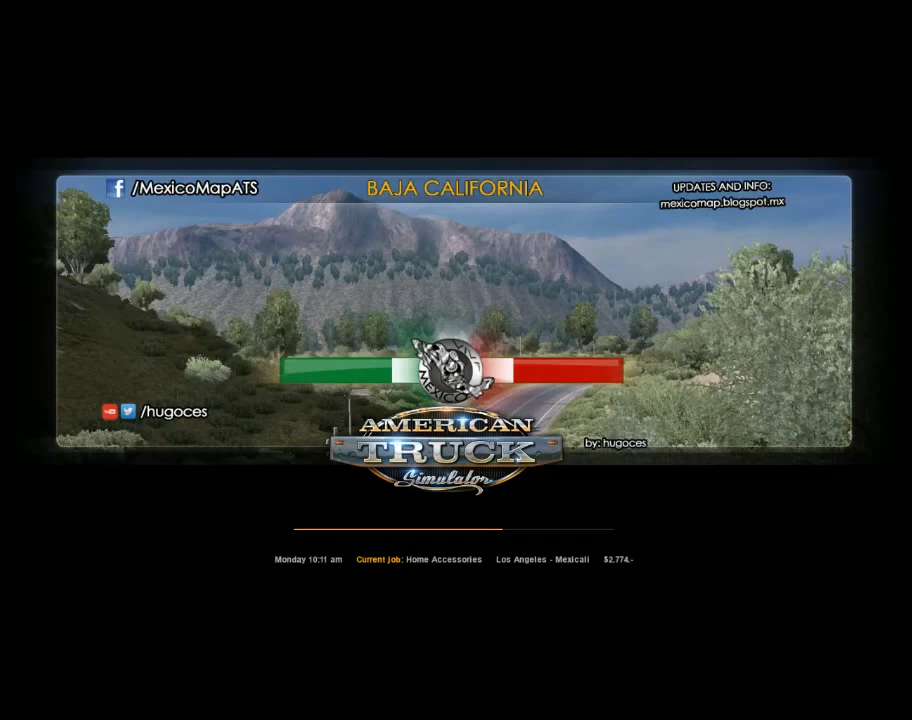 /MexicoMapATS
BAJA CALIFORNIA
UPDATES AND INFO:
mexicomap.blogspot.mx
VIVA
MEXICO
/hugoces
AMERICAN
TRUCK
Simulator
by: hugoces
Monday 10:11 am Current job: Home Accessories Los Angeles - Mexicali $2,774.-